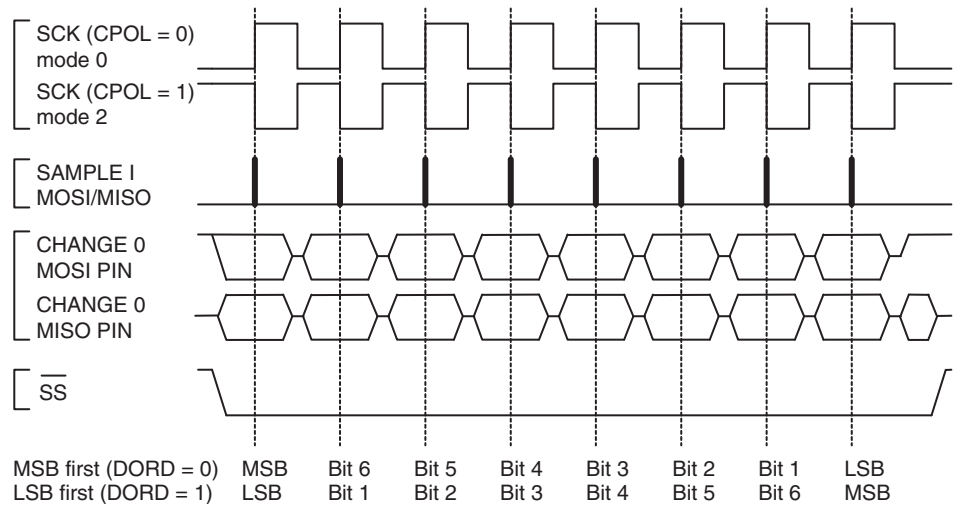 SCK (CPOL = 0)
mode 0
SCK (CPOL = 1)
mode 2
SAMPLE I
MOSI/MISO
CHANGE 0
MOSI PIN
CHANGE 0
MISO PIN
SS
MSB first (DORD = 0) MSB Bit 6 Bit 5 Bit 4 Bit 3 Bit 2 Bit 1 LSB
LSB first (DORD = 1) LSB Bit 1 Bit 2 Bit 3 Bit 4 Bit 5 Bit 6 MSB